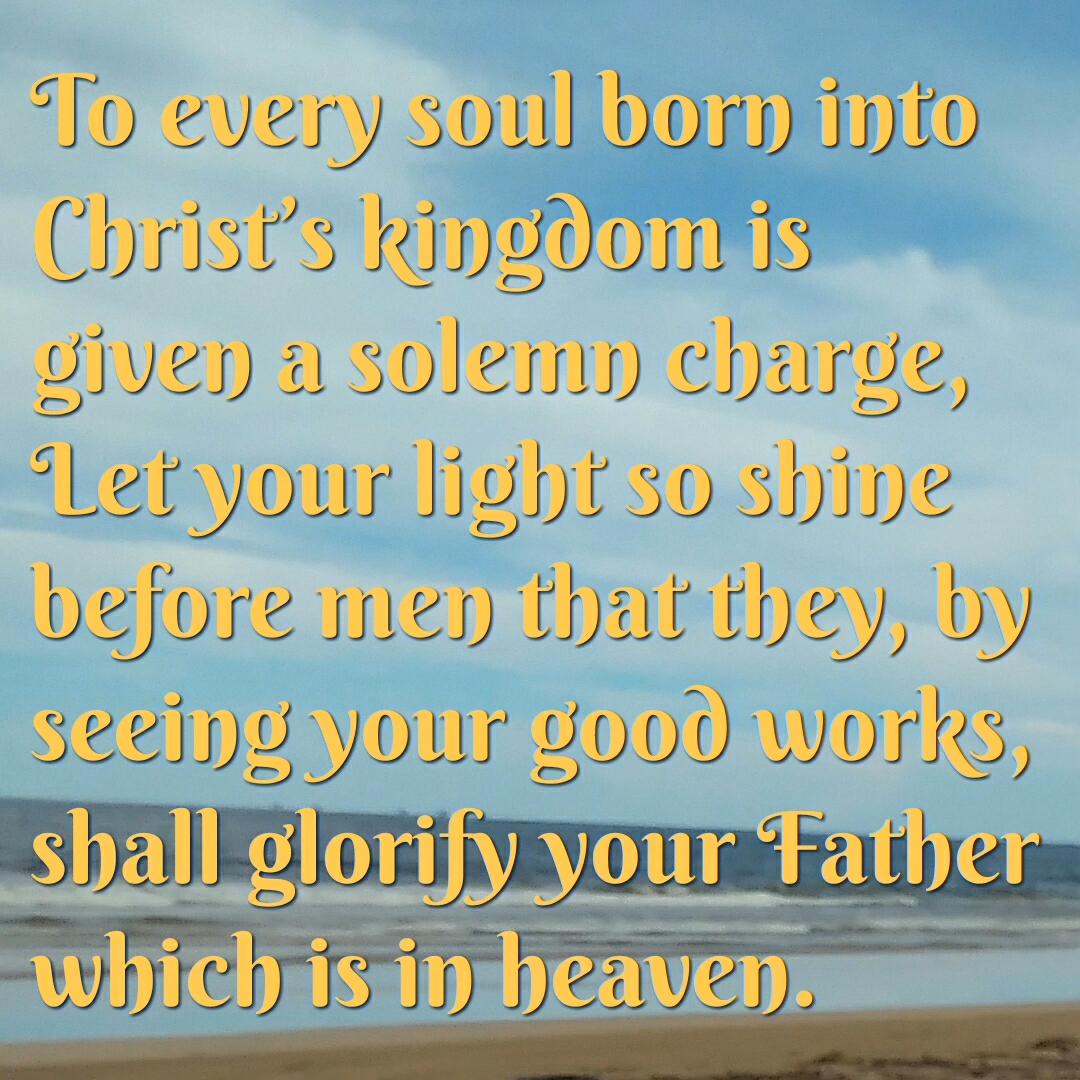 To every soul born into
Christ's kingdom is
given a solemn charge,
Let your light so shine
before men that they, by
seeing your good works,
shall glorify your Father
which is in heaven.